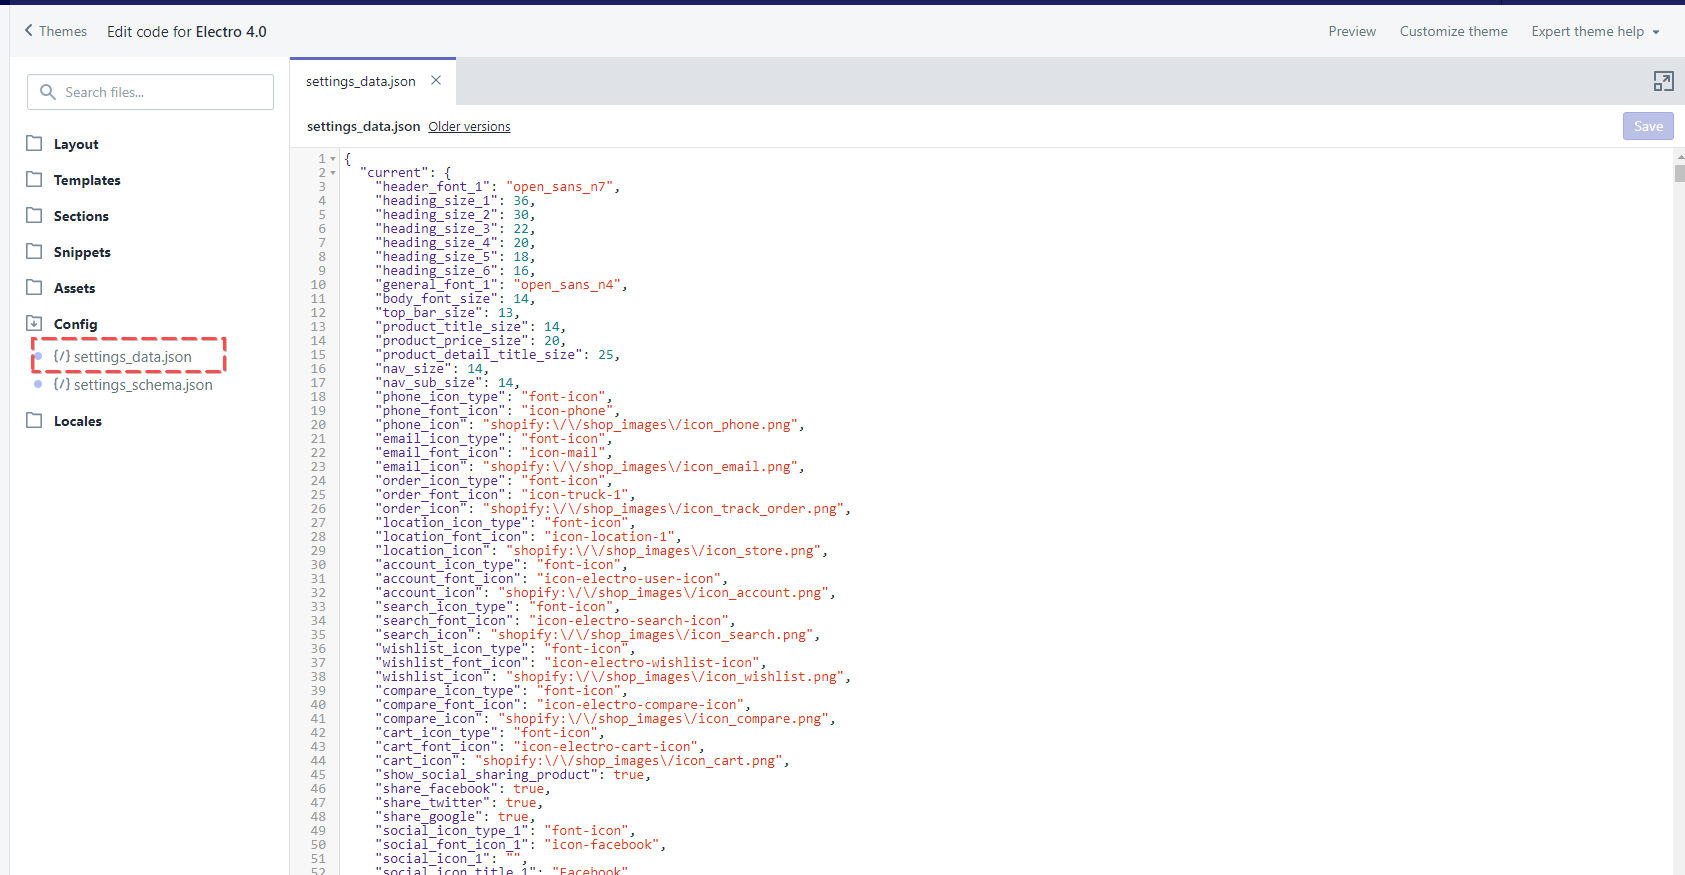 Themes Edit code for Electro 4.0 Preview Customize theme Expert theme help
Search files...
Layout
Templates
Sections
Snippets
Assets
Config
{/} settings_data.json
{/} settings_schema.json
Locales
settings_data.json ×
settings_data.json Older versions Save
1 {
2 "current": {
3 "header_font_1": "open_sans_n7",
4 "heading_size_1": 36,
5 "heading_size_2": 30,
6 "heading_size_3": 22,
7 "heading_size_4": 20,
8 "heading_size_5": 18,
9 "heading_size_6": 16,
10 "general_font_1": "open_sans_n4",
11 "body_font_size": 14,
12 "top_bar_size": 13,
13 "product_title_size": 14,
14 "product_price_size": 20,
15 "product_detail_title_size": 25,
16 "nav_size": 14,
17 "nav_sub_size": 14,
18 "phone_icon_type": "font-icon",
19 "phone_font_icon": "icon-phone",
20 "phone_icon": "shopify:\/\/shop_images\/icon_phone.png",
21 "email_icon_type": "font-icon",
22 "email_font_icon": "icon-mail",
23 "email_icon": "shopify:\/\/shop_images\/icon_email.png",
24 "order_icon_type": "font-icon",
25 "order_font_icon": "icon-truck-1",
26 "order_icon": "shopify:\/\/shop_images\/icon_track_order.png",
27 "location_icon_type": "font-icon",
28 "location_font_icon": "icon-location-1",
29 "location_icon": "shopify:\/\/shop_images\/icon_store.png",
30 "account_icon_type": "font-icon",
31 "account_font_icon": "icon-electro-user-icon",
32 "account_icon": "shopify:\/\/shop_images\/icon_account.png",
33 "search_icon_type": "font-icon",
34 "search_font_icon": "icon-electro-search-icon",
35 "search_icon": "shopify:\/\/shop_images\/icon_search.png",
36 "wishlist_icon_type": "font-icon",
37 "wishlist_font_icon": "icon-electro-wishlist-icon",
38 "wishlist_icon": "shopify:\/\/shop_images\/icon_wishlist.png",
39 "compare_icon_type": "font-icon",
40 "compare_font_icon": "icon-electro-compare-icon",
41 "compare_icon": "shopify:\/\/shop_images\/icon_compare.png",
42 "cart_icon_type": "font-icon",
43 "cart_font_icon": "icon-electro-cart-icon",
44 "cart_icon": "shopify:\/\/shop_images\/icon_cart.png",
45 "show_social_sharing_product": true,
46 "share_facebook": true,
47 "share_twitter": true,
48 "share_google": true,
49 "social_icon_type_1": "font-icon",
50 "social_font_icon_1": "icon-facebook",
51 "social_icon_1": "",
52 "social_icon_title_1": "Facebook"